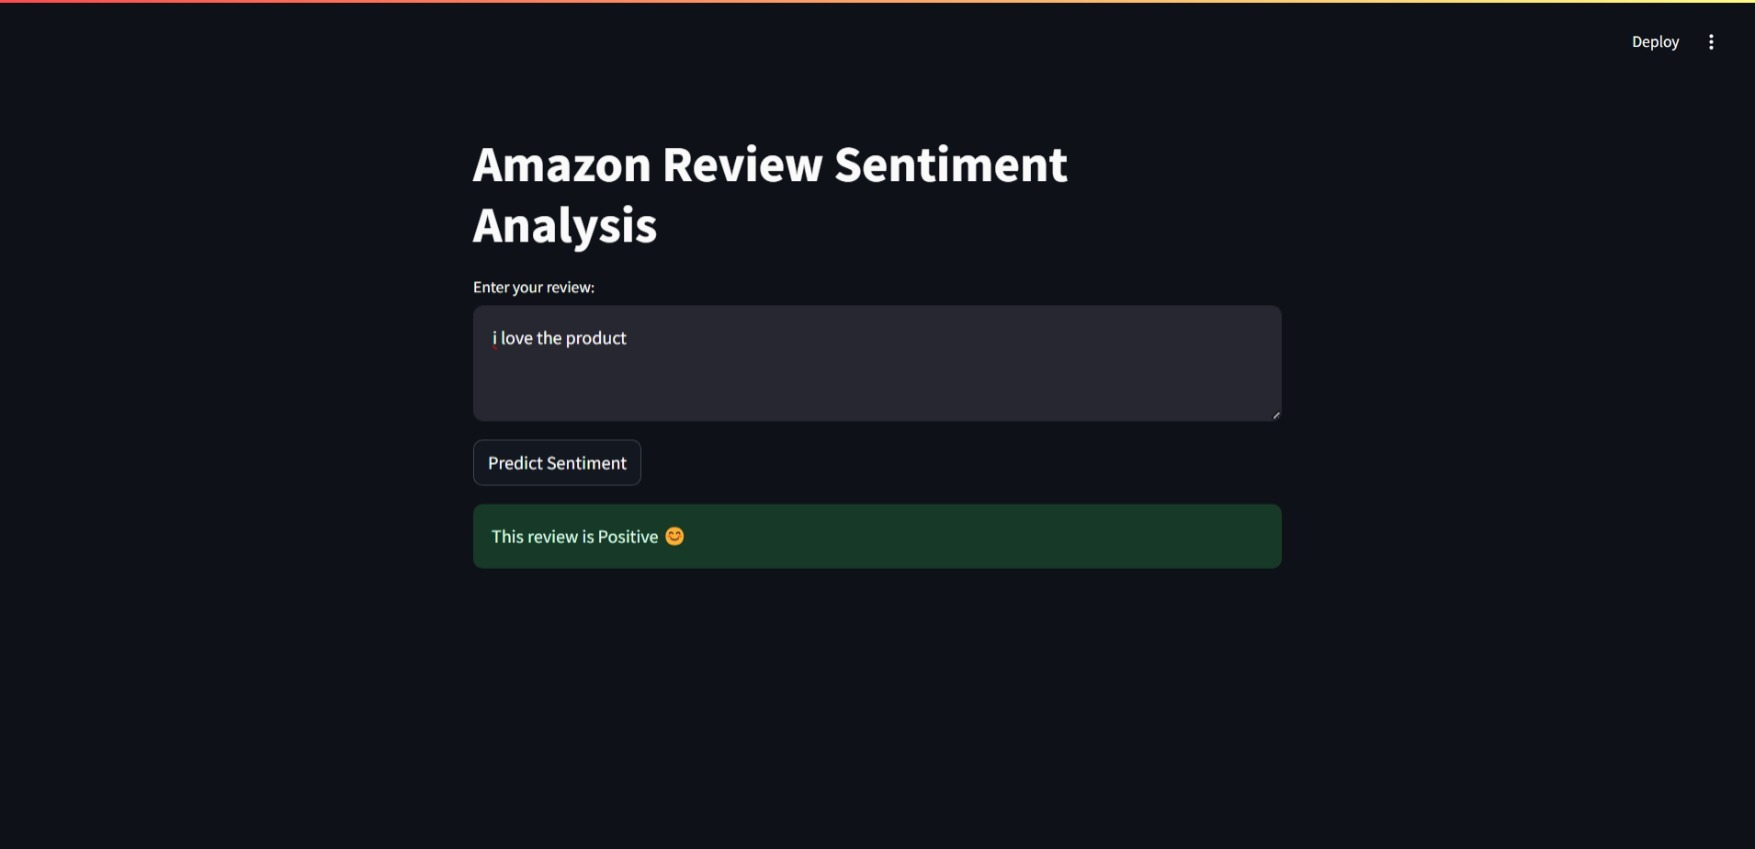 Deploy
Amazon Review Sentiment
Analysis
Enter your review:
i love the product
Predict Sentiment
This review is Positive 😊